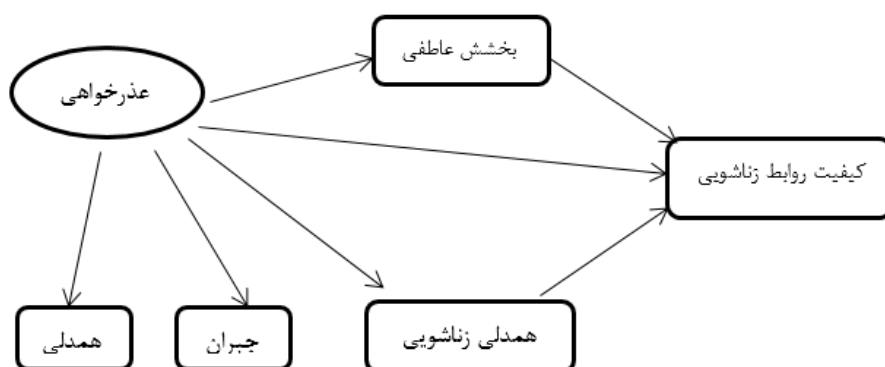 بخشش عاطفی
عذرخواهی
کیفیت روابط زناشویی
همدلی زناشویی
جبران
همدلی